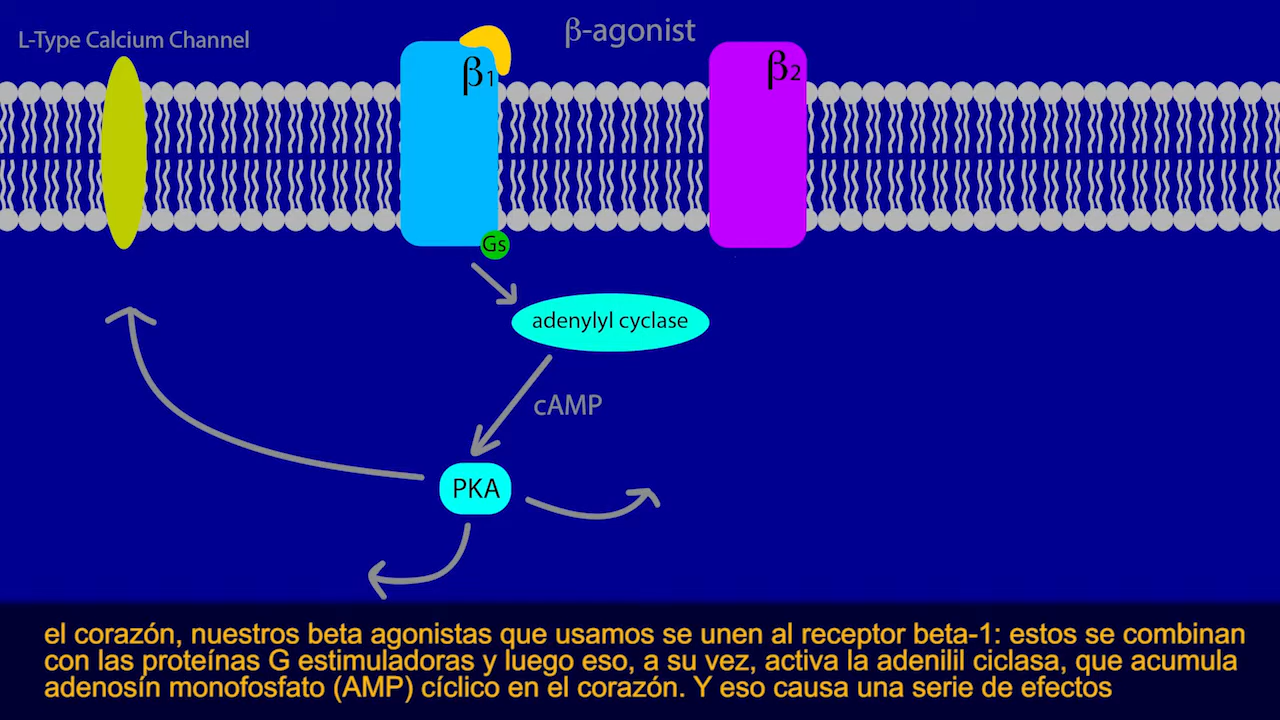 β-agonist
L-Type Calcium Channel
β1
β2
Gs
adenylyl cyclase
cAMP
PKA
el corazón, nuestros beta agonistas que usamos se unen al receptor beta-1: estos se combinan
con las proteínas G estimuladoras y luego eso, a su vez, activa la adenilil ciclasa, que acumula
adenosín monofosfato (AMP) cíclico en el corazón. Y eso causa una serie de efectos